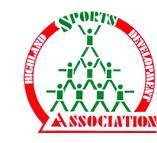 HIGHLAND
SPORTS
DEVELOPMENT
ASSOCIATION